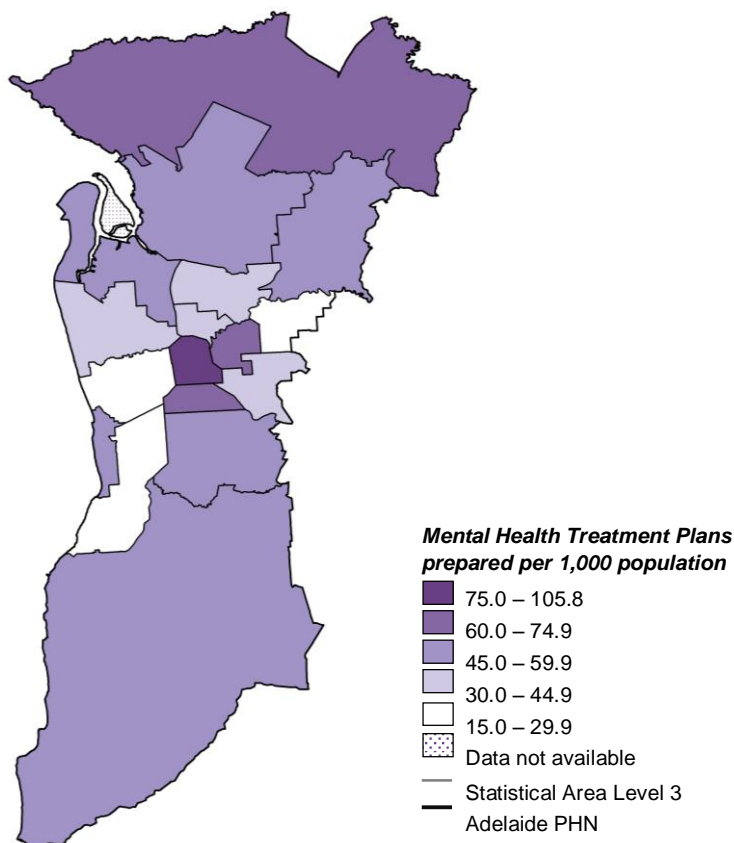 Mental Health Treatment Plans
prepared per 1,000 population
75.0 – 105.8
60.0 – 74.9
45.0 – 59.9
30.0 – 44.9
15.0 – 29.9
Data not available
Statistical Area Level 3
Adelaide PHN